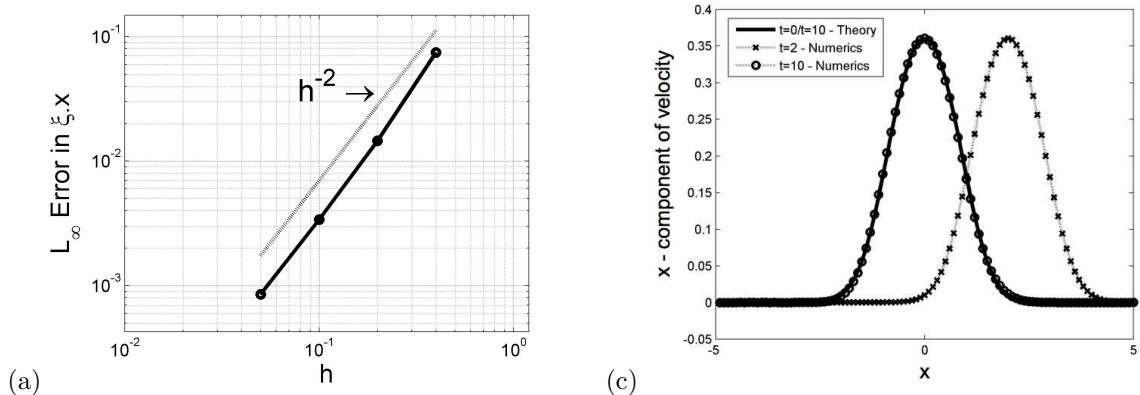 10⁻¹
10⁻²
10⁻³
L∞ Error in ξ.x
h⁻² →
10⁻² 10⁻¹ 10⁰
h
(a)
0.4
0.35
0.3
0.25
0.2
0.15
0.1
0.05
0
-0.05
x - component of velocity
t=0/t=10 - Theory
t=2 - Numerics
t=10 - Numerics
-5 0 5
x
(c)